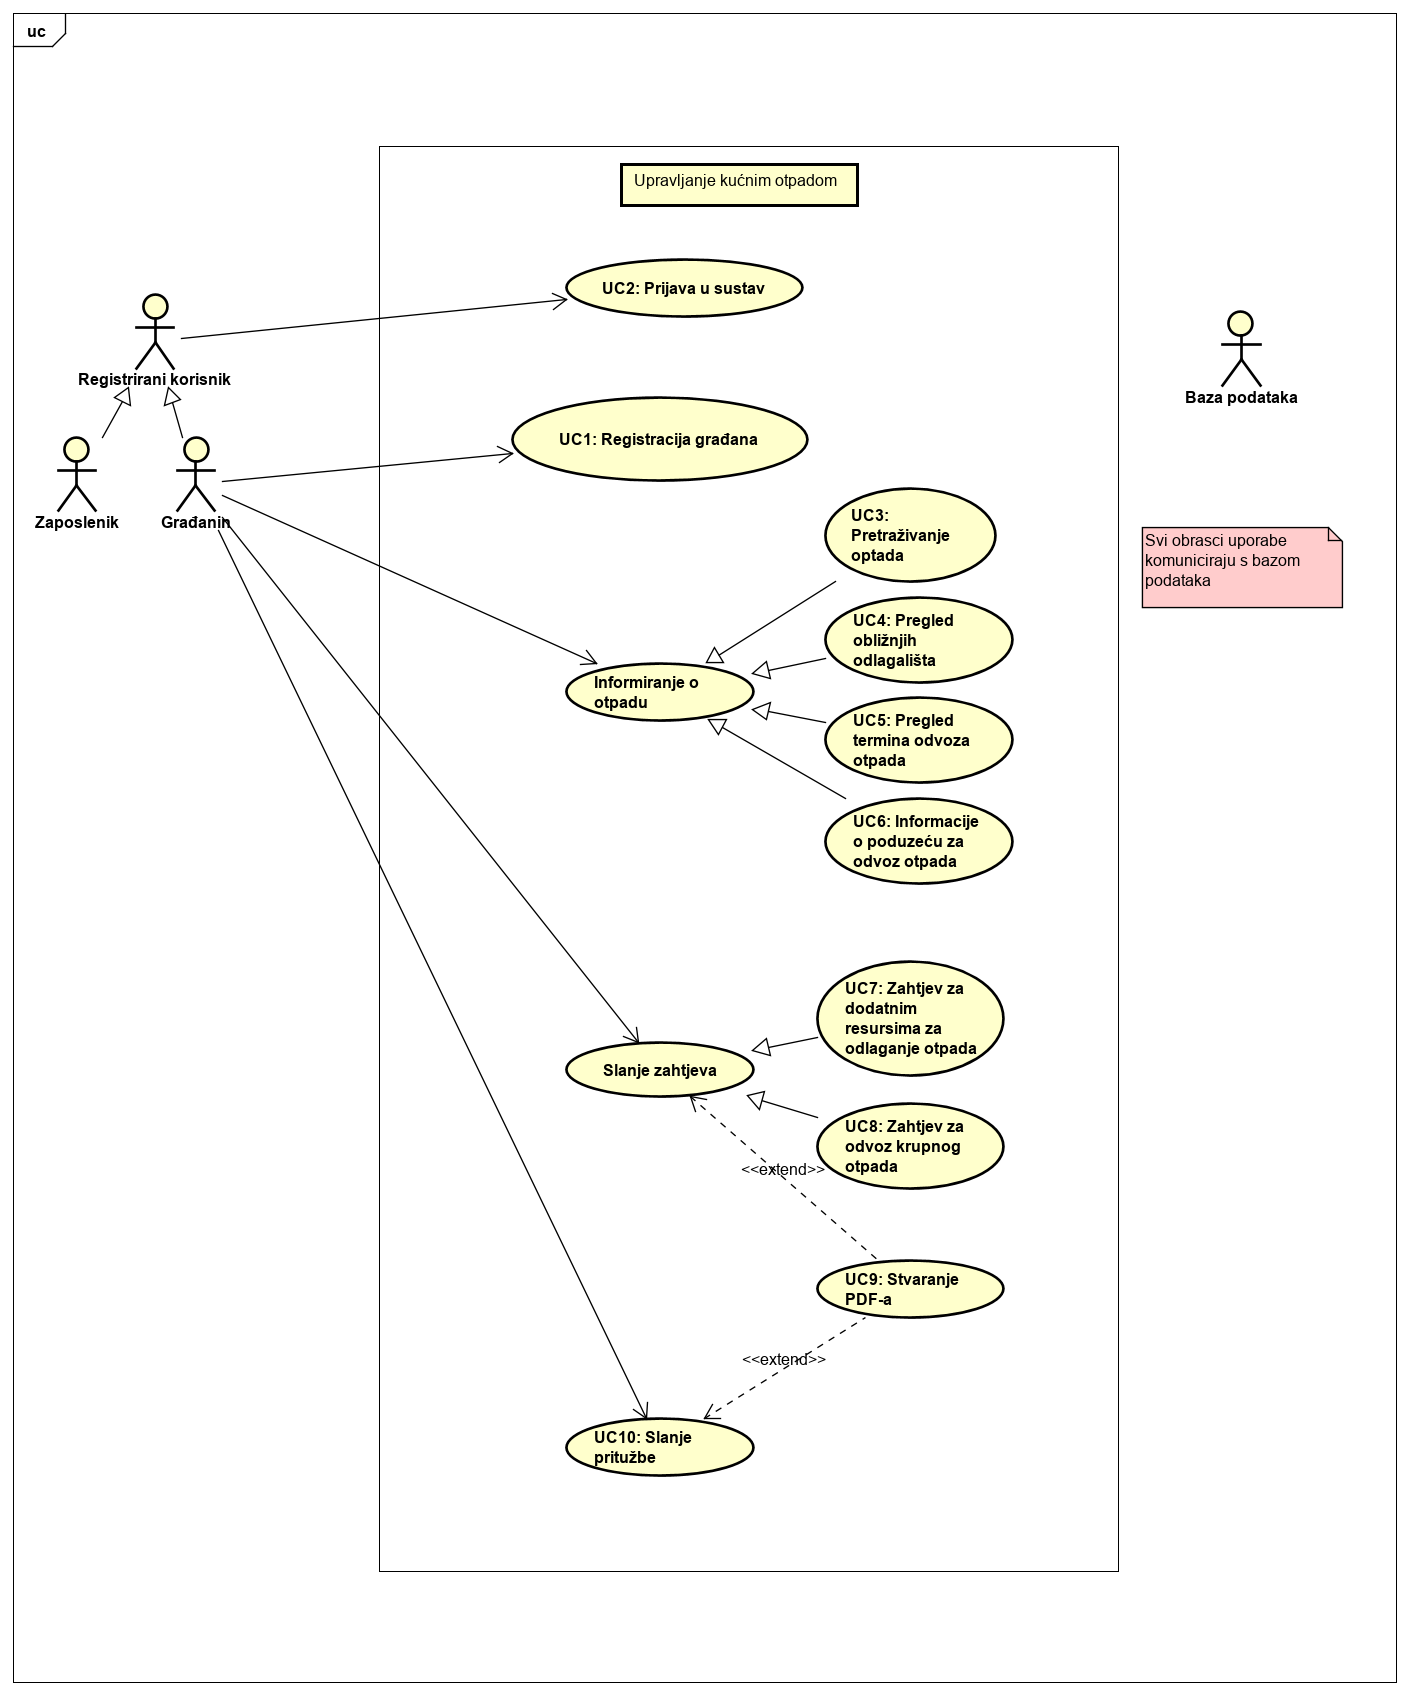 uc
Upravljanje kućnim otpadom
UC2: Prijava u sustav
Registrirani korisnik
Baza podataka
UC1: Registracija građana
Zaposlenik
Građanin
UC3:
Pretraživanje
optada
Svi obrasci uporabe
komuniciraju s bazom
podataka
UC4: Pregled
obližnjih
odlagališta
Informiranje o
otpadu
UC5: Pregled
termina odvoza
otpada
UC6: Informacije
o poduzeću za
odvoz otpada
UC7: Zahtjev za
dodatnim
resursima za
odlaganje otpada
Slanje zahtjeva
UC8: Zahtjev za
odvoz krupnog
otpada
<<extend>>
UC9: Stvaranje
PDF-a
<<extend>>
UC10: Slanje
pritužbe